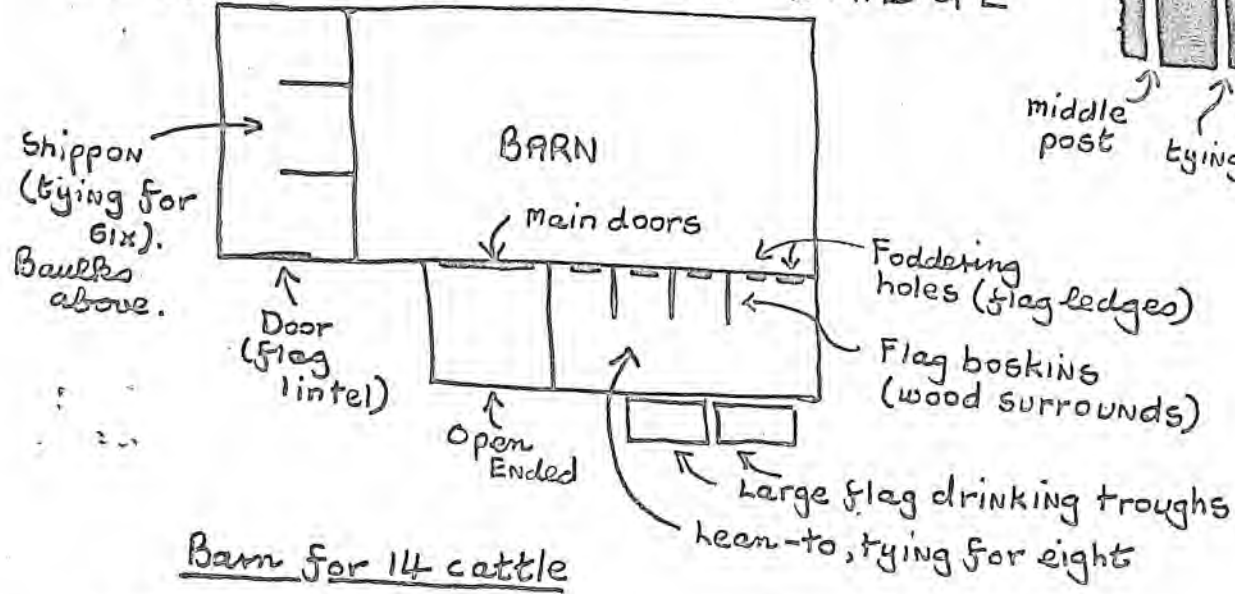 middle
post
tying
Shippon
(tying for
six).
Baulks
above.
BARN
Main doors
Foddering
holes (flag ledges)
Door
(flag
lintel)
Flag boskins
(wood surrounds)
Open
Ended
Large flag drinking troughs
Leen-to, tying for eight
Barn for 14 cattle